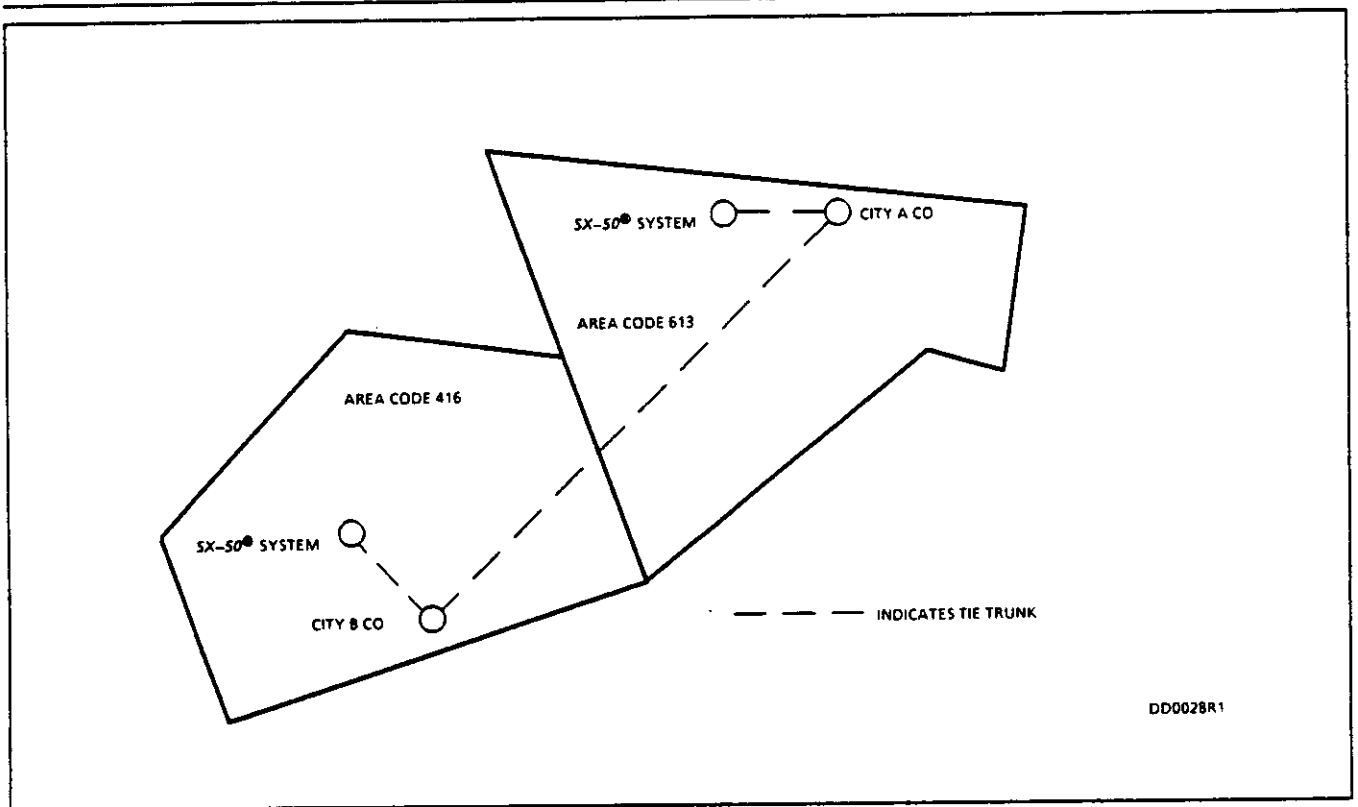 SX-50® SYSTEM
CITY A CO
AREA CODE 613
AREA CODE 416
SX-50® SYSTEM
CITY B CO
INDICATES TIE TRUNK
DD0028R1